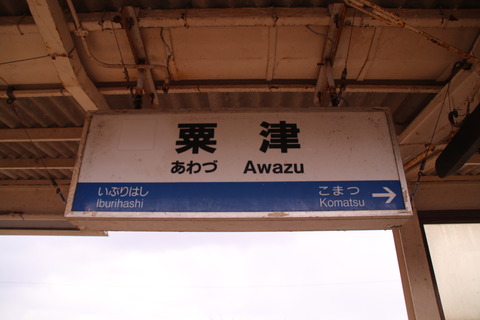 粟津
あわづ Awazu
いぶりはし こまつ
Iburihashi Komatsu →